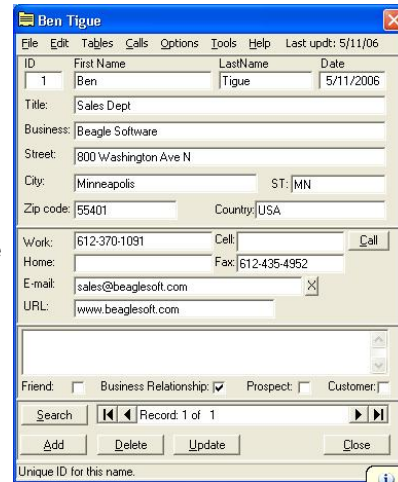 Ben Tigue
File Edit Tables Calls Options Tools Help Last updt: 5/11/06
ID First Name LastName Date
1 Ben Tigue 5/11/2006
Title: Sales Dept
Business: Beagle Software
Street: 800 Washington Ave N
City: Minneapolis ST: MN
Zip code: 55401 Country: USA
Work: 612-370-1091 Cell: Call
Home: Fax: 612-435-4952
E-mail: sales@beaglesoft.com X
URL: www.beaglesoft.com
Friend: Business Relationship: Prospect: Customer:
Search Record: 1 of 1
Add Delete Update Close
Unique ID for this name.